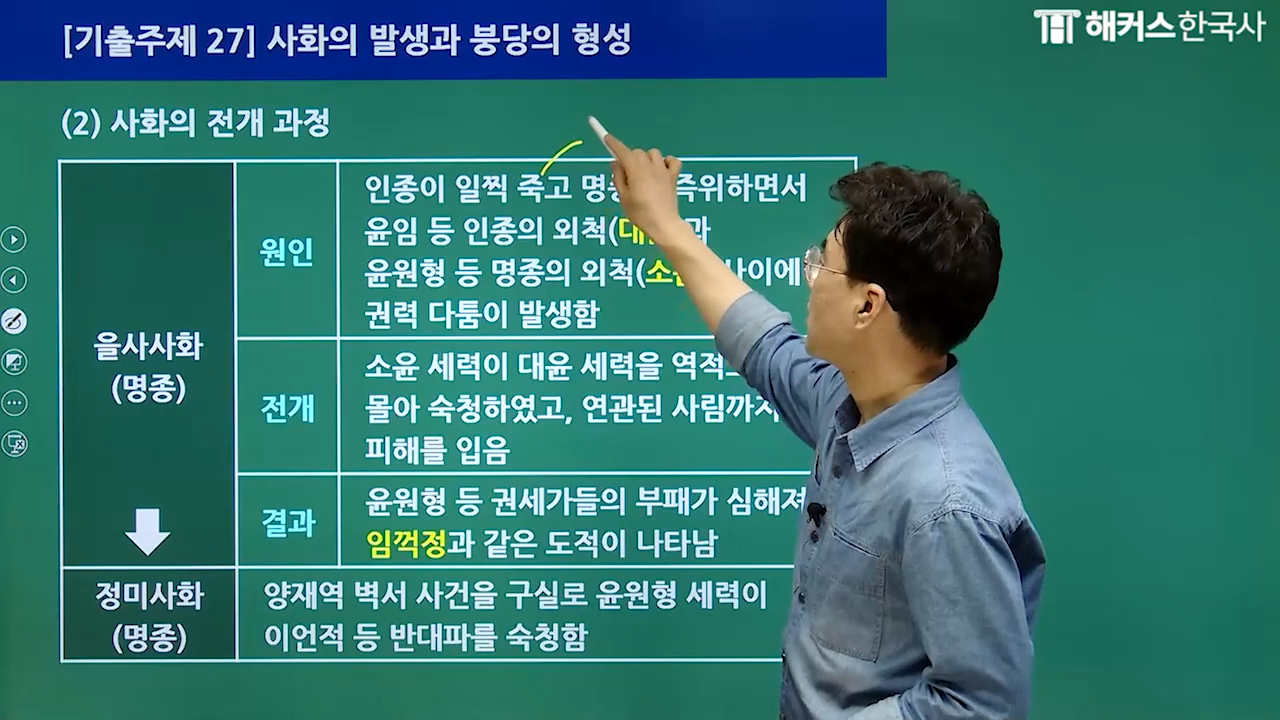 [기출주제 27] 사화의 발생과 붕당의 형성
해커스한국사
(2) 사화의 전개 과정
을사사화
(명종)
원인
인종이 일찍 죽고 즉위하면서
윤임 등 인종의 외척(
윤원형 등 명종의 외척( 사이에
권력 다툼이 발생함
전개
소윤 세력이 대윤 세력을
몰아 숙청하였고, 연관된 사림까지
피해를 입음
결과
윤원형 등 권세가들의 부패가 심해져
임꺽정과 같은 도적이 나타남
정미사화
(명종)
양재역 벽서 사건을 구실로 윤원형 세력이
이언적 등 반대파를 숙청함